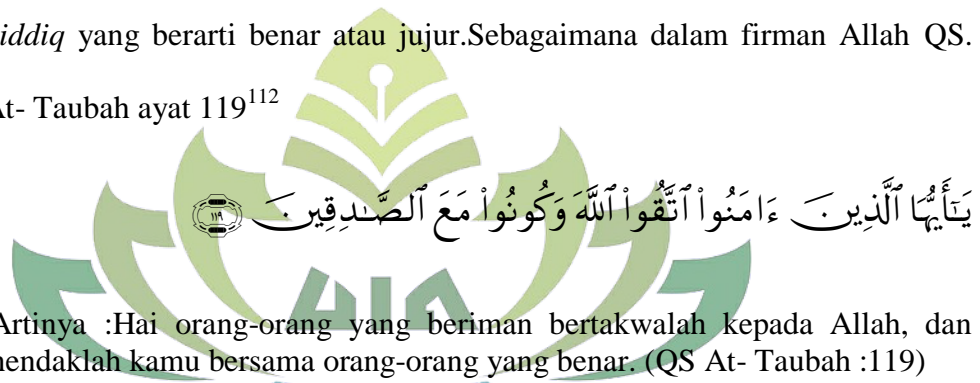 iddiq yang berarti benar atau jujur.Sebagaimana dalam firman Allah QS.
At- Taubah ayat 119¹¹²
يَـٰٓأَيُّهَا ٱلَّذِينَ ءَامَنُوا۟ ٱتَّقُوا۟ ٱللَّهَ وَكُونُوا۟ مَعَ ٱلصَّـٰدِقِينَ ۝١١٩
Artinya :Hai orang-orang yang beriman bertakwalah kepada Allah, dan
hendaklah kamu bersama orang-orang yang benar. (QS At- Taubah :119)